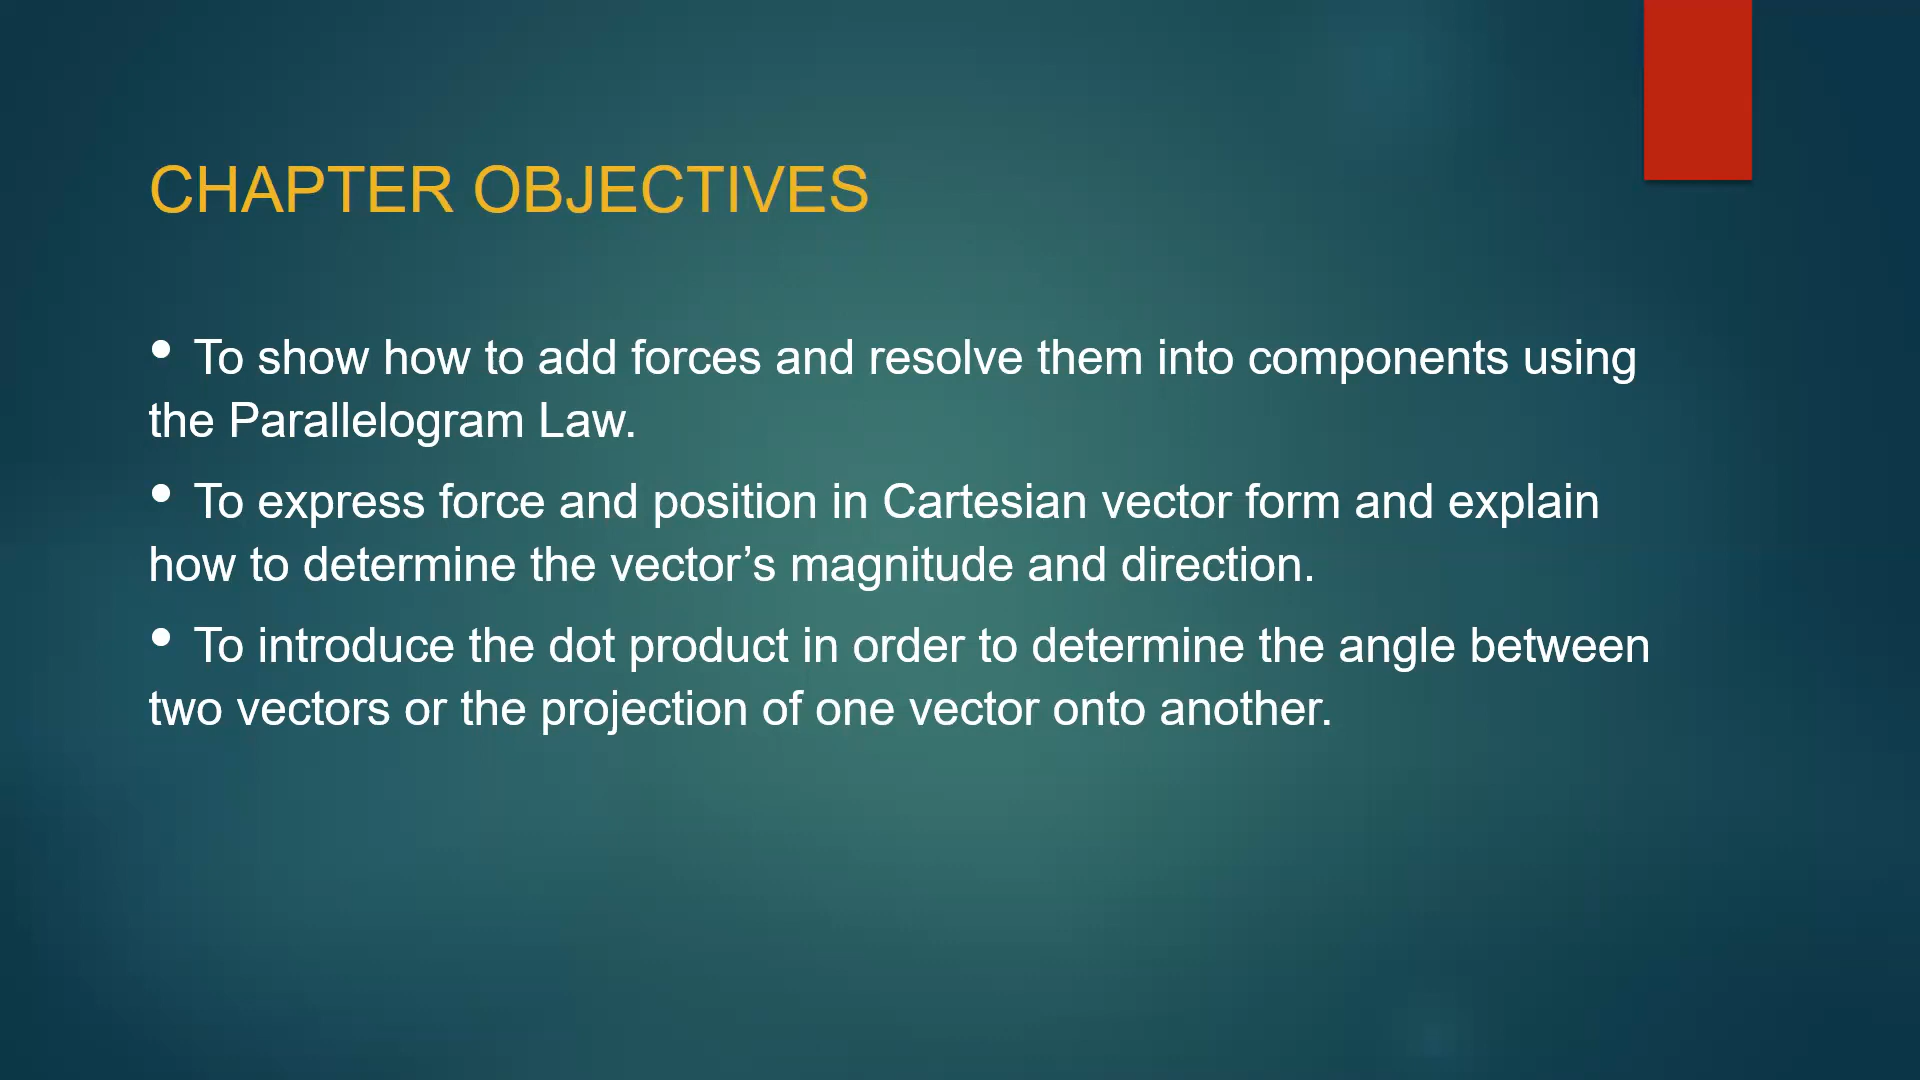 CHAPTER OBJECTIVES
• To show how to add forces and resolve them into components using
the Parallelogram Law.
• To express force and position in Cartesian vector form and explain
how to determine the vector’s magnitude and direction.
• To introduce the dot product in order to determine the angle between
two vectors or the projection of one vector onto another.